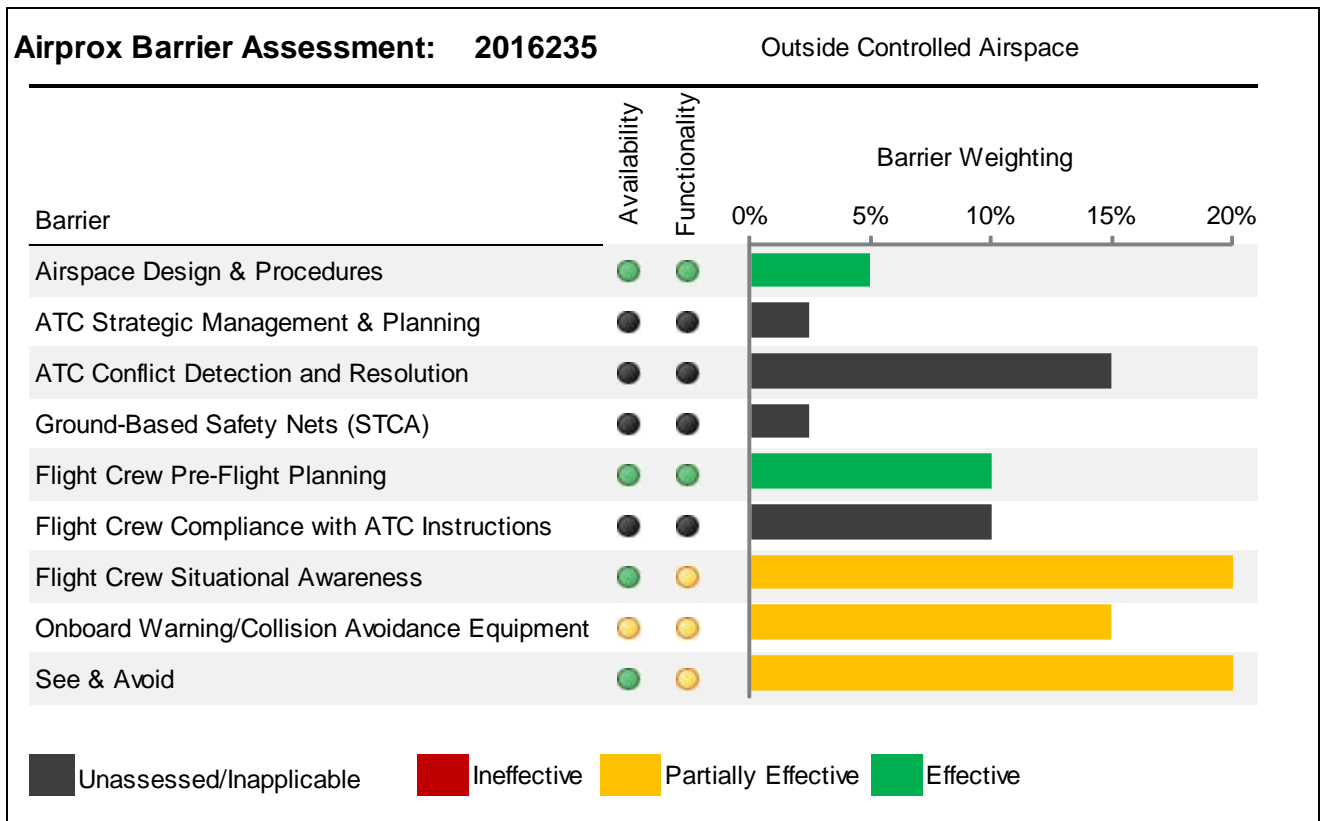 Airprox Barrier Assessment: 2016235 Outside Controlled Airspace
Availability
Functionality
Barrier Weighting
Barrier
0% 5% 10% 15% 20%
Airspace Design & Procedures
ATC Strategic Management & Planning
ATC Conflict Detection and Resolution
Ground-Based Safety Nets (STCA)
Flight Crew Pre-Flight Planning
Flight Crew Compliance with ATC Instructions
Flight Crew Situational Awareness
Onboard Warning/Collision Avoidance Equipment
See & Avoid
Unassessed/Inapplicable Ineffective Partially Effective Effective